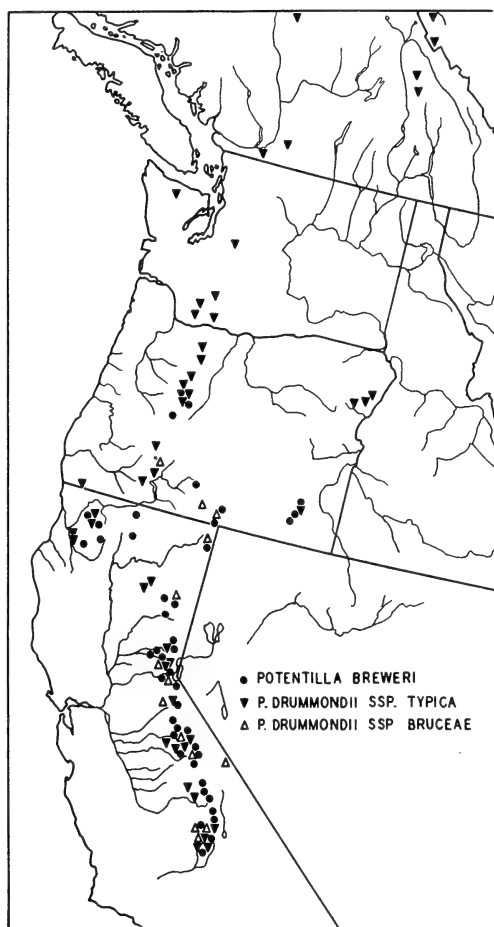 POTENTILLA BREWERI
P. DRUMMONDII SSP. TYPICA
P. DRUMMONDII SSP BRUCEAE